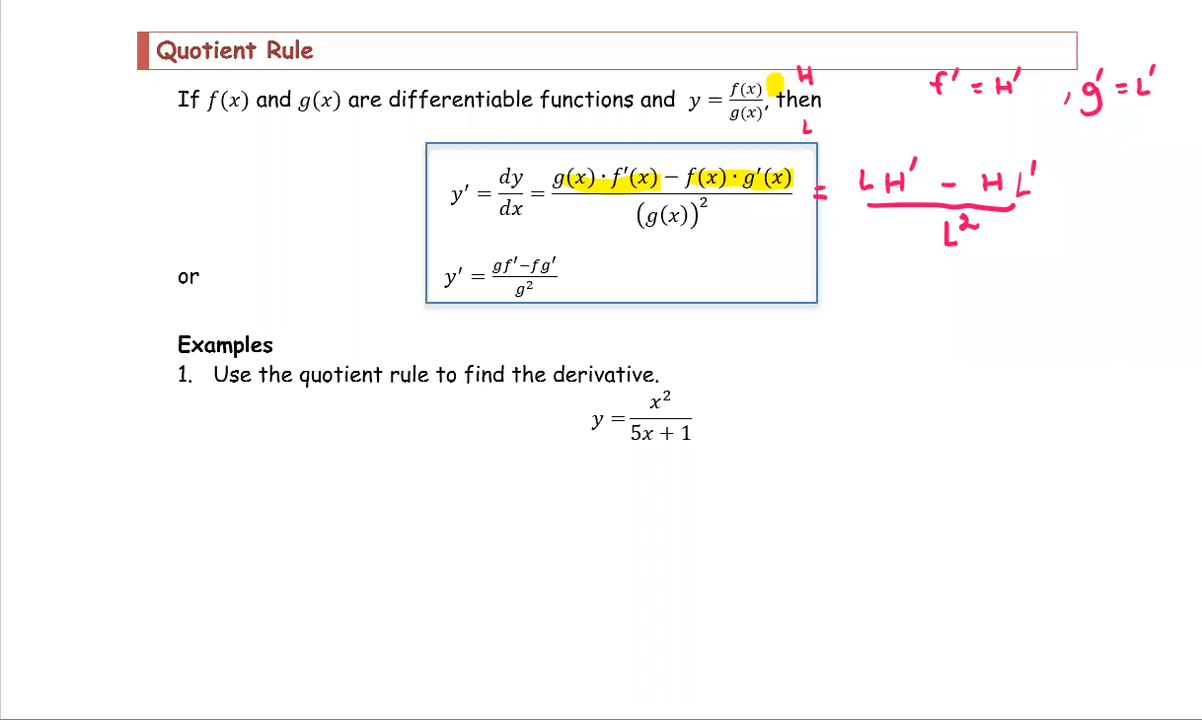 Quotient Rule
H
f' = H' , g' = L'
If f(x) and g(x) are differentiable functions and y = f(x)/g(x), then
L
y' = dy/dx = (g(x) · f'(x) − f(x) · g'(x))/(g(x))² = (LH' − HL')/L²
or y' = (gf'−fg')/g²
Examples
1. Use the quotient rule to find the derivative.
y = x²/(5x + 1)